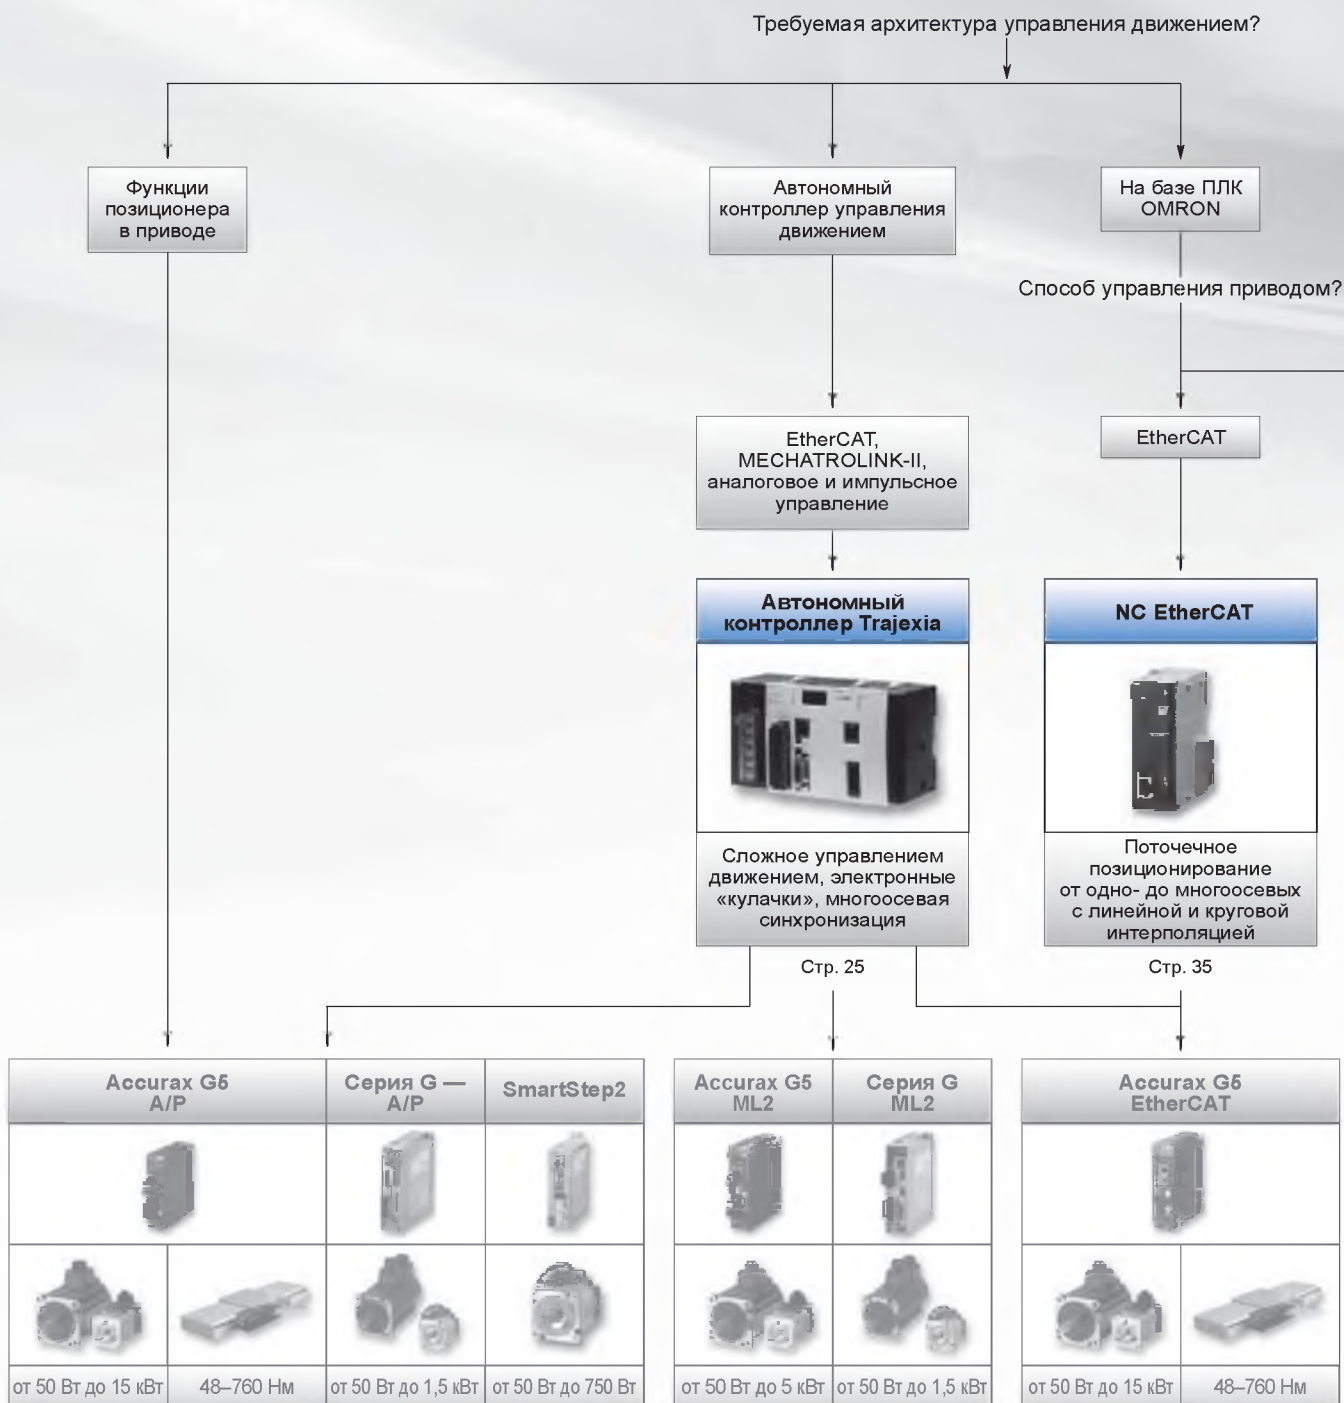 Требуемая архитектура управления движением?
Функции
позиционера
в приводе
Автономный
контроллер управления
движением
На базе ПЛК
OMRON
Способ управления приводом?
EtherCAT,
MECHATROLINK-II,
аналоговое и импульсное
управление
EtherCAT
Автономный
контроллер Trajexia
NC EtherCAT
Сложное управлением
движением, электронные
«кулачки», многоосевая
синхронизация
Поточечное
позиционирование
от одно- до многоосевых
с линейной и круговой
интерполяцией
Стр. 25
Стр. 35
Accurax G5
A/P
Серия G —
A/P
SmartStep2
Accurax G5
ML2
Серия G
ML2
Accurax G5
EtherCAT
от 50 Вт до 15 кВт
48–760 Нм
от 50 Вт до 1,5 кВт
от 50 Вт до 750 Вт
от 50 Вт до 5 кВт
от 50 Вт до 1,5 кВт
от 50 Вт до 15 кВт
48–760 Нм